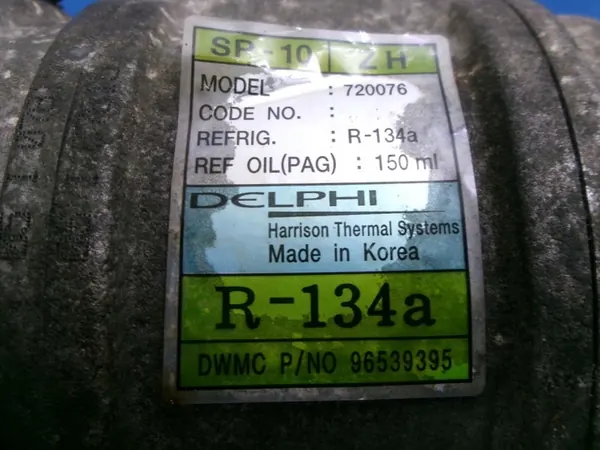 SP-10 ZH
MODEL : 720076
CODE NO. :
REFRIG. : R-134a
REF OIL(PAG) : 150 ml
DELPHI
Harrison Thermal Systems
Made in Korea
R-134a
DWMC P/NO 96539395